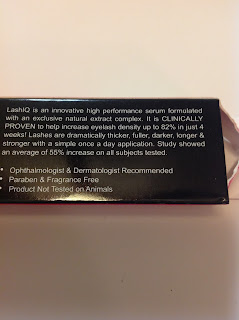 LashIQ is an innovative high performance serum formulated
with an exclusive natural extract complex. It is CLINICALLY
PROVEN to help increase eyelash density up to 82% in just 4
weeks! Lashes are dramatically thicker, fuller, darker, longer &
stronger with a simple once a day application. Study showed
an average of 55% increase on all subjects tested.
• Ophthalmologist & Dermatologist Recommended
• Paraben & Fragrance Free
• Product Not Tested on Animals